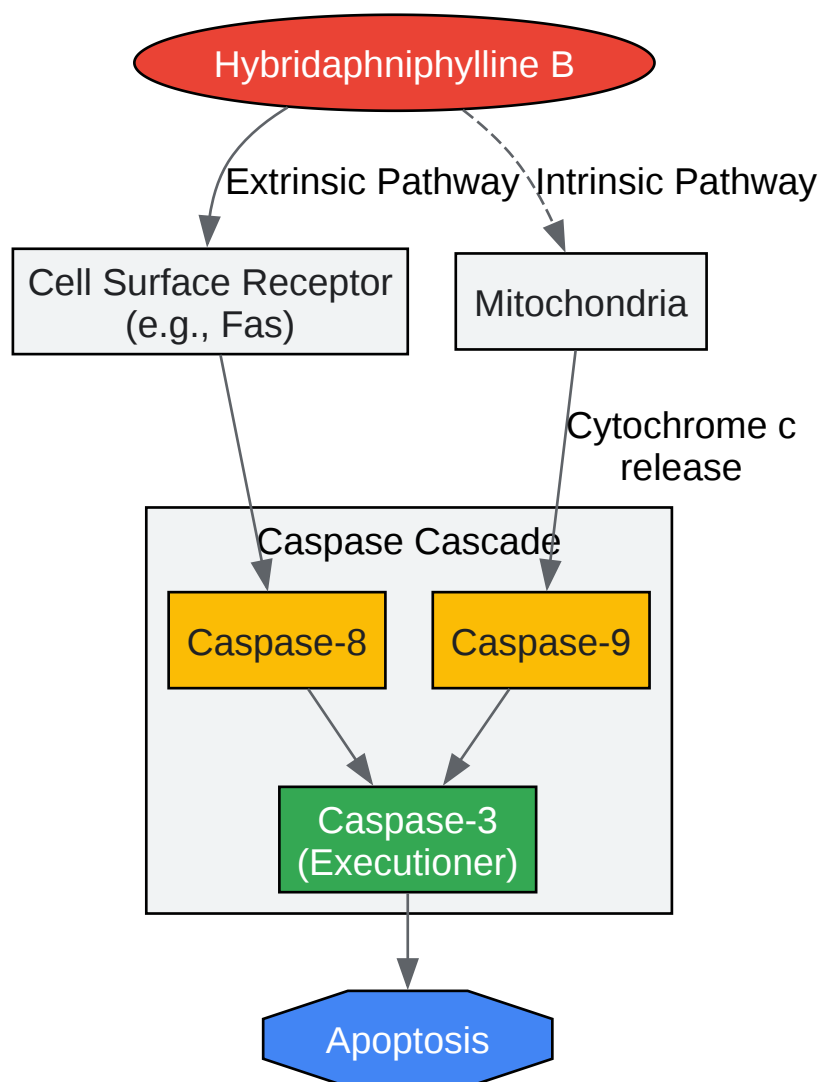 Hybridaphniphylline B
Extrinsic Pathway
Intrinsic Pathway
Cell Surface Receptor
(e.g., Fas)
Mitochondria
Cytochrome c
release
Caspase Cascade
Caspase-8
Caspase-9
Caspase-3
(Executioner)
Apoptosis